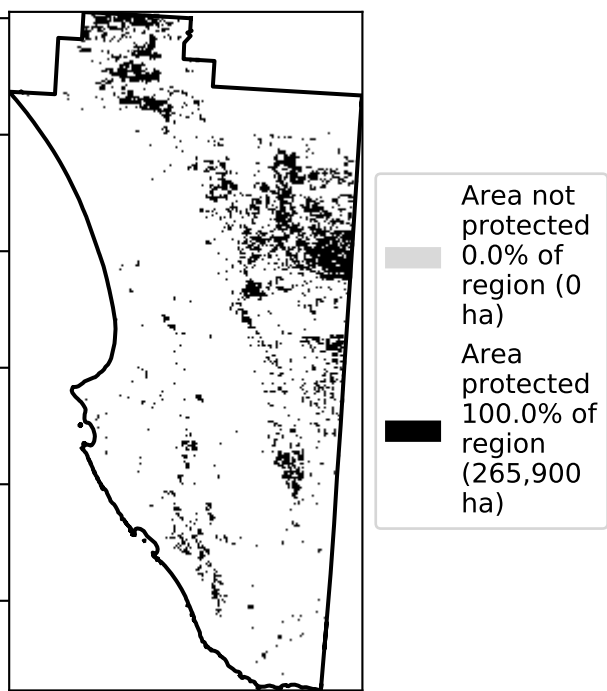 Area not
protected
0.0% of
region (0
ha)
Area
protected
100.0% of
region
(265,900
ha)